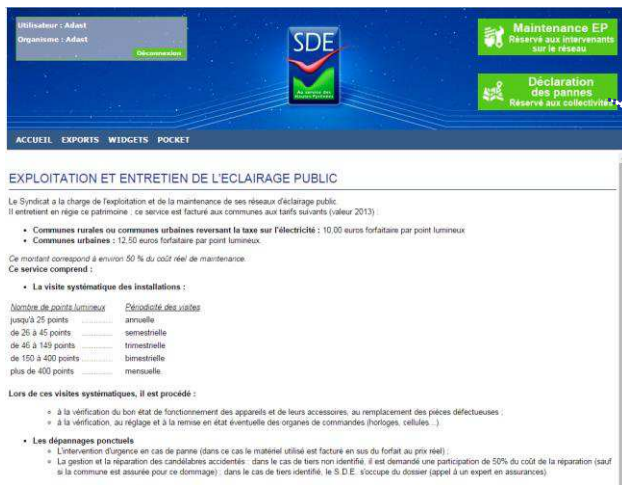 Utilisateur : Adast
Organisme : Adast
Déconnexion
SDE
Au service des
Hautes-Pyrénées
Maintenance EP
Réservé aux intervenants
sur le réseau
Déclaration
des pannes
Réservé aux collectivités
ACCUEIL EXPORTS WIDGETS POCKET
EXPLOITATION ET ENTRETIEN DE L'ECLAIRAGE PUBLIC
Le Syndicat a la charge de l'exploitation et de la maintenance de ses réseaux d'éclairage public.
Il entretient en régie ce patrimoine : ce service est facturé aux communes aux tarifs suivants (valeur 2013) :
• Communes rurales ou communes urbaines reversant la taxe sur l'électricité : 10,00 euros forfaitaire par point lumineux
• Communes urbaines : 12,50 euros forfaitaire par point lumineux.
Ce montant correspond à environ 50 % du coût réel de maintenance.
Ce service comprend :
• La visite systématique des installations :
Nombre de points lumineux Périodicité des visites
jusqu'à 25 points ............ annuelle
de 26 à 45 points ............ semestrielle
de 46 à 149 points ............ trimestrielle
de 150 à 400 points ............ bimestrielle
plus de 400 points ............ mensuelle.
Lors de ces visites systématiques, il est procédé :
○ à la vérification du bon état de fonctionnement des appareils et de leurs accessoires, au remplacement des pièces défectueuses ;
○ à la vérification, au réglage et à la remise en état éventuelle des organes de commandes (horloges, cellules...).
• Les dépannages ponctuels
○ L'intervention d'urgence en cas de panne (dans ce cas le matériel utilisé est facturé en sus du forfait au prix réel) ;
○ La gestion et la réparation des candélabres accidentés : dans le cas de tiers non identifié, il est demandé une participation de 50% du coût de la réparation (sauf
si la commune est assurée pour ce dommage) ; dans le cas de tiers identifié, le S.D.E. s'occupe du dossier (appel à un expert en assurances).